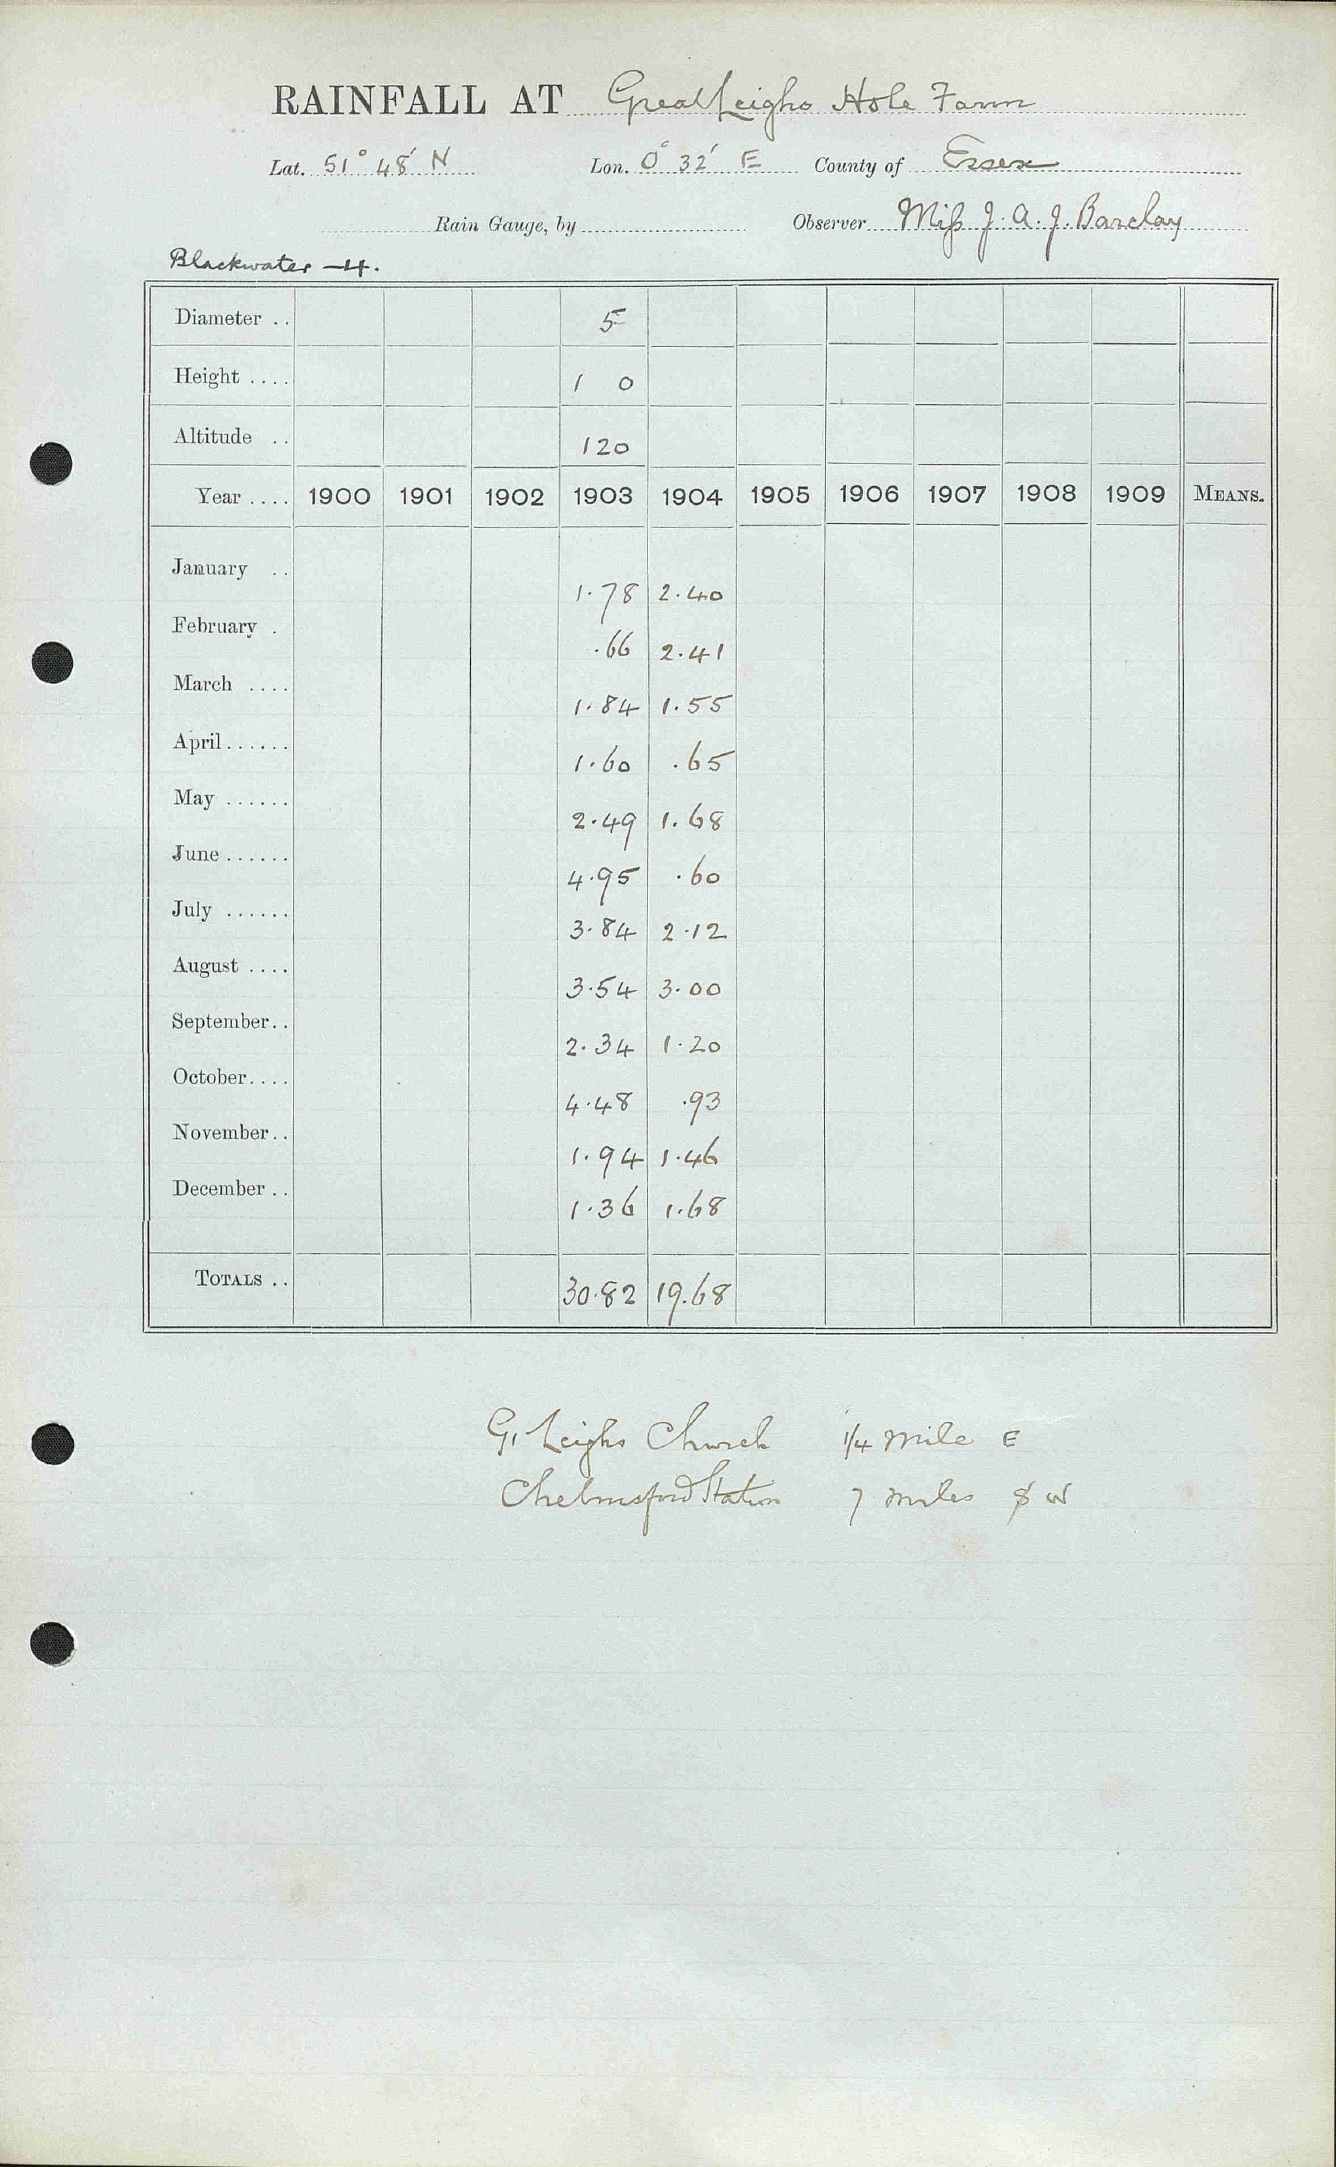 RAINFALL AT Great Leighs Hole Farm
Lat. 51° 48' N Lon. 0° 32' E County of Essex
Rain Gauge, by Observer Miss J. A. J. Barclay
Blackwater — 4.
Diameter .. 5
Height .... 1 0
Altitude .. 120
Year .... 1900 1901 1902 1903 1904 1905 1906 1907 1908 1909 MEANS.
January .. 1.78 2.40
February . .66 2.41
March .... 1.84 1.55
April ...... 1.60 .65
May ...... 2.49 1.68
June ...... 4.95 .60
July ...... 3.84 2.12
August .... 3.54 3.00
September.. 2.34 1.20
October.... 4.48 .93
November.. 1.94 1.46
December .. 1.36 1.68
TOTALS .. 30.82 19.68
Gt Leighs Church 1/4 mile E
Chelmsford Station 7 miles S W